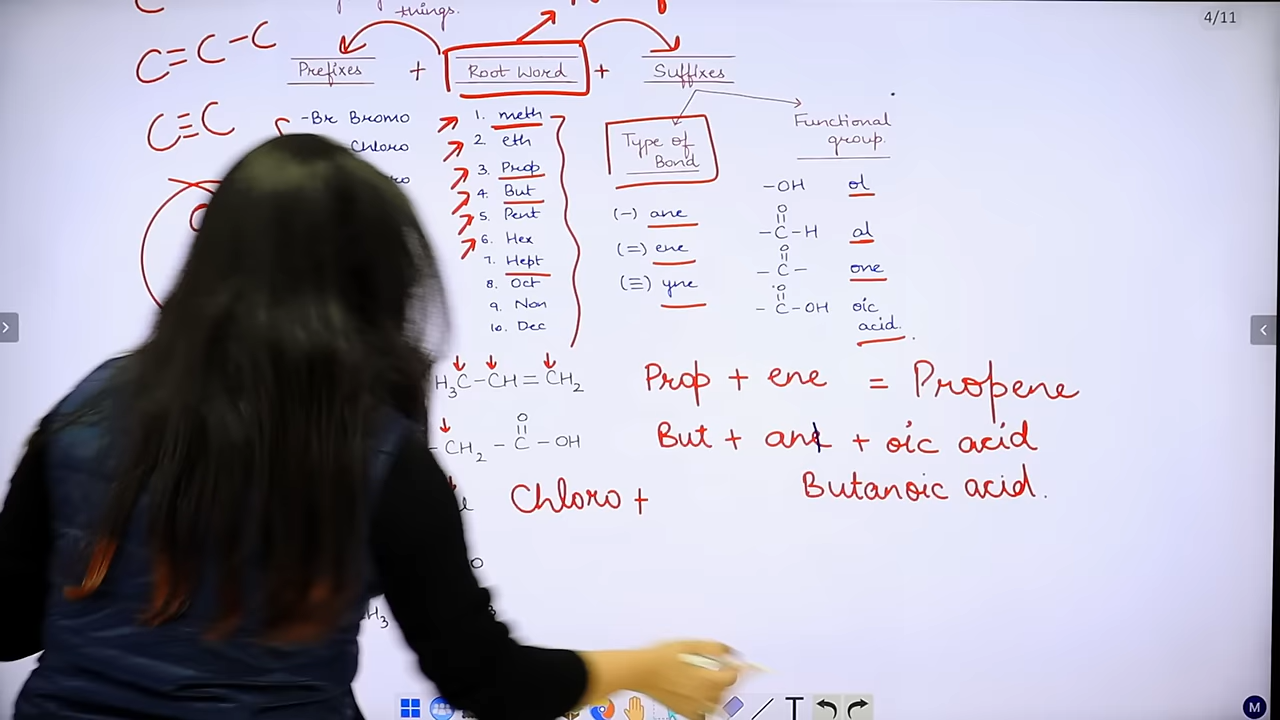 things.
4/11
C=C-C
Prefixes + Root Word + Suffixes
C≡C
-Br Bromo
Chloro
1. meth
2. eth
3. Prop
4. But
5. Pent
6. Hex
7. Hept
8. Oct
9. Non
10. Dec
Type of
Bond
(-) ane
(=) ene
(≡) yne
Functional
group.
-OH ol
O
-C-H al
O
-C- one
O
-C-OH oic
acid.
H3C-CH=CH2 Prop + ene = Propene
O
-CH2-C-OH But + ane + oic acid
Chloro + Butanoic acid.
T
M